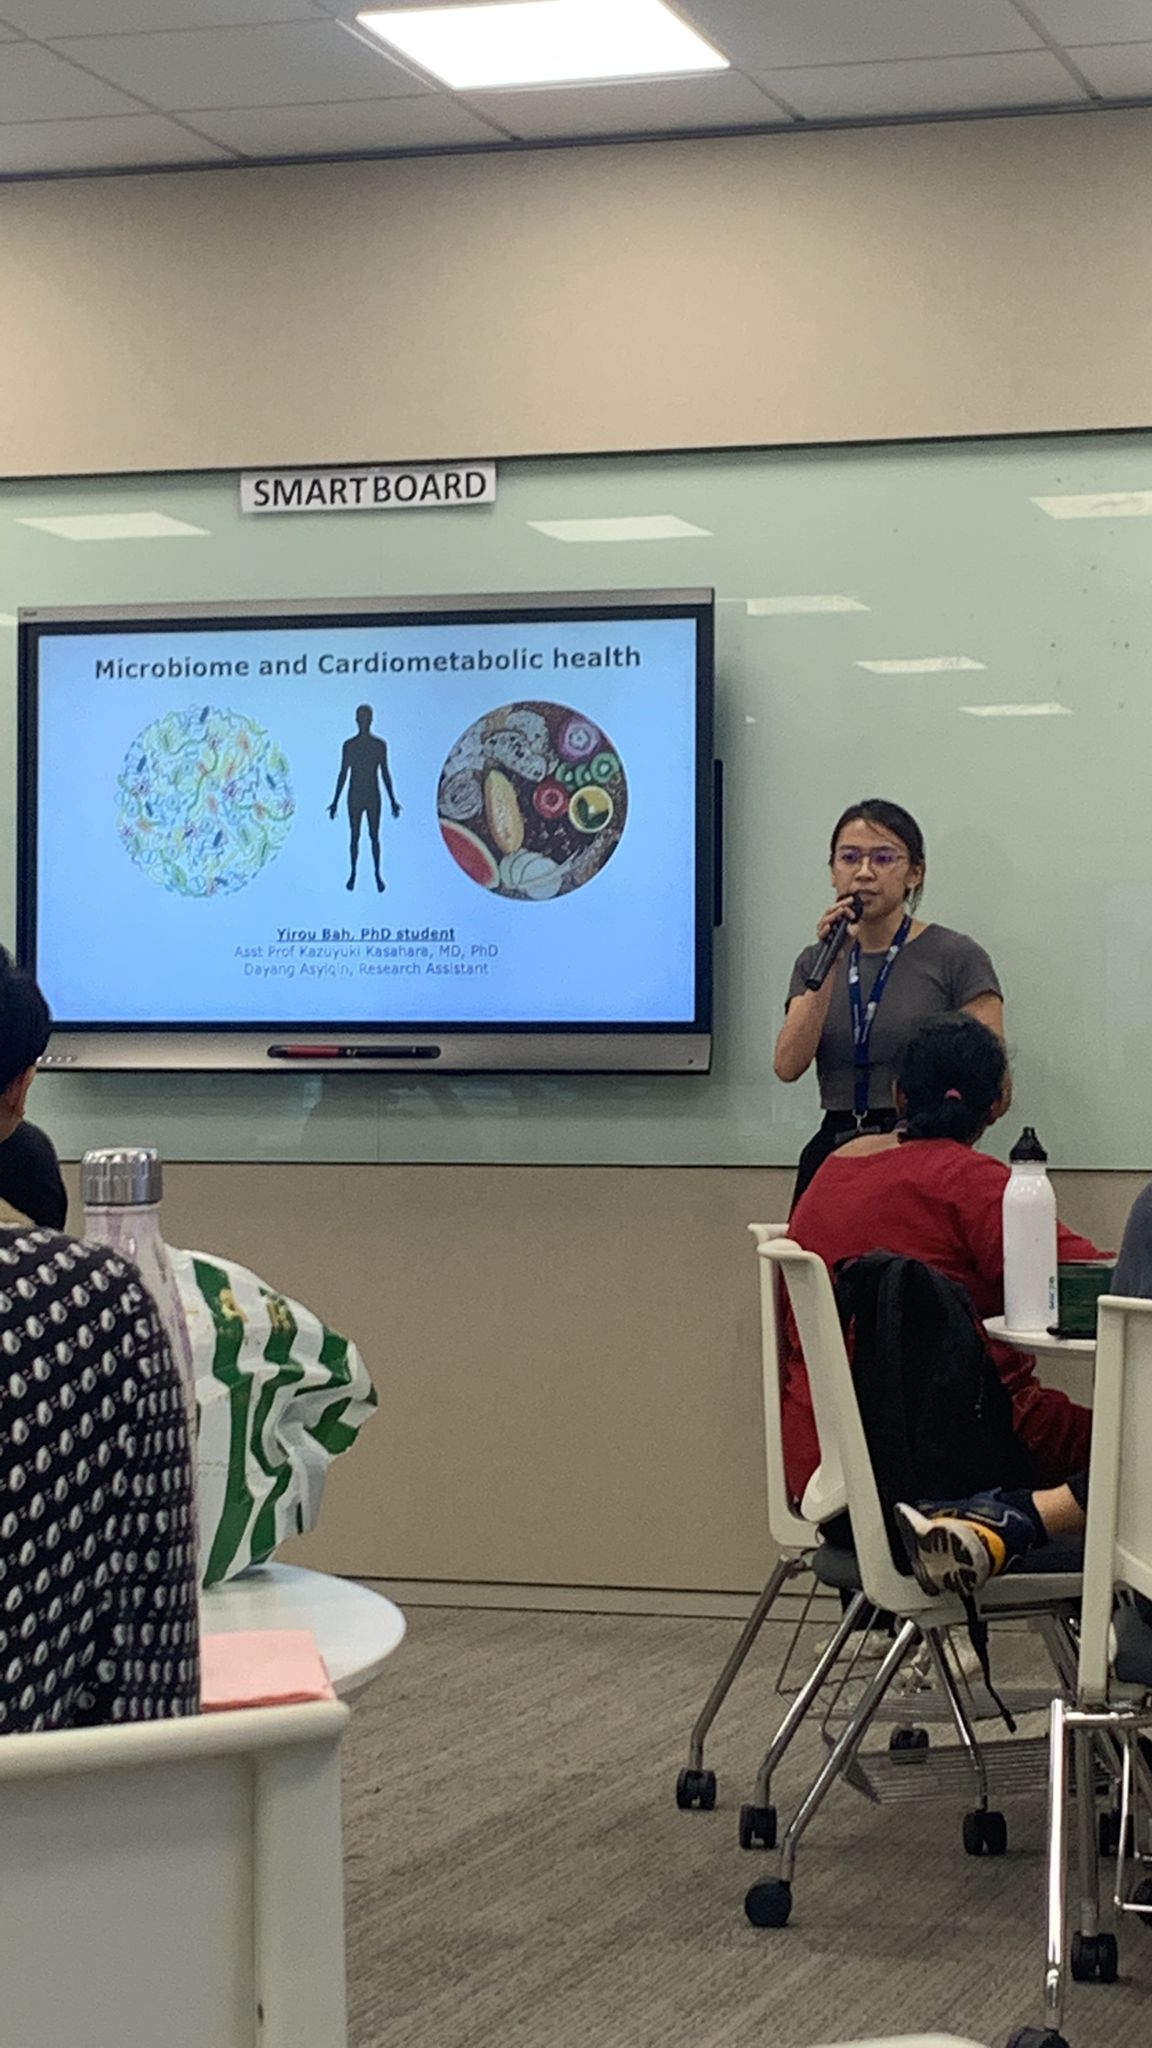 SMARTBOARD
Microbiome and Cardiometabolic health
Yirou Bah, PhD student
Asst Prof Kazuyuki Kasahara, MD, PhD
Dayang Asyiqin, Research Assistant